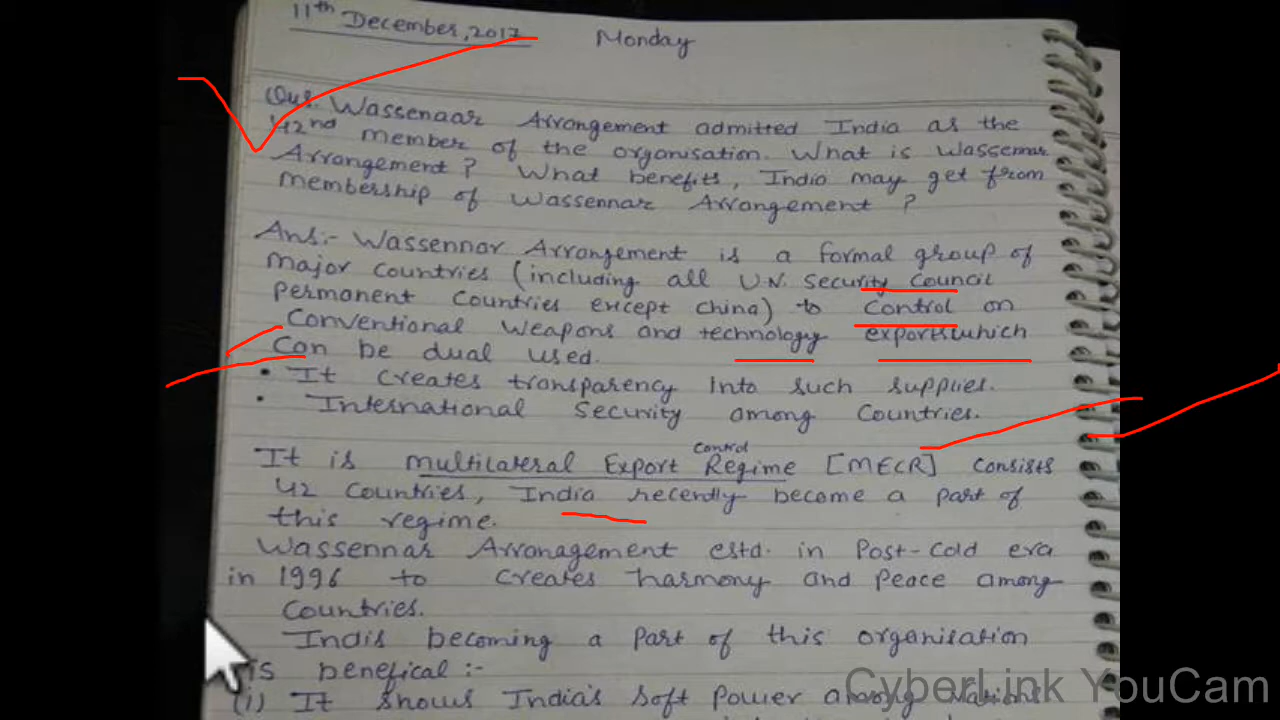 11th December, 2017 Monday
Que. Wassenaar Arrangement admitted India as the
42nd member of the organisation. What is Wassenar
Arrangement? What benefits, India may get from
membership of Wassennar Arrangement?
Ans:- Wassennar Arrangement is a formal group of
major countries (including all U.N. Security Council
permanent countries except china) to control on
conventional weapons and technology exports which
can be dual used.
• It creates transparency into such supplies.
• International security among countries.
control
It is multilateral Export Regime [MECR] consists
42 countries, India recently become a part of
this regime.
Wassennar Arronagement estd. in Post-cold era
in 1996 to creates harmony and peace among
countries.
Indis becoming a part of this organisation
is benefical :-
(i) It shows India's soft power among Nations
CyberLink YouCam